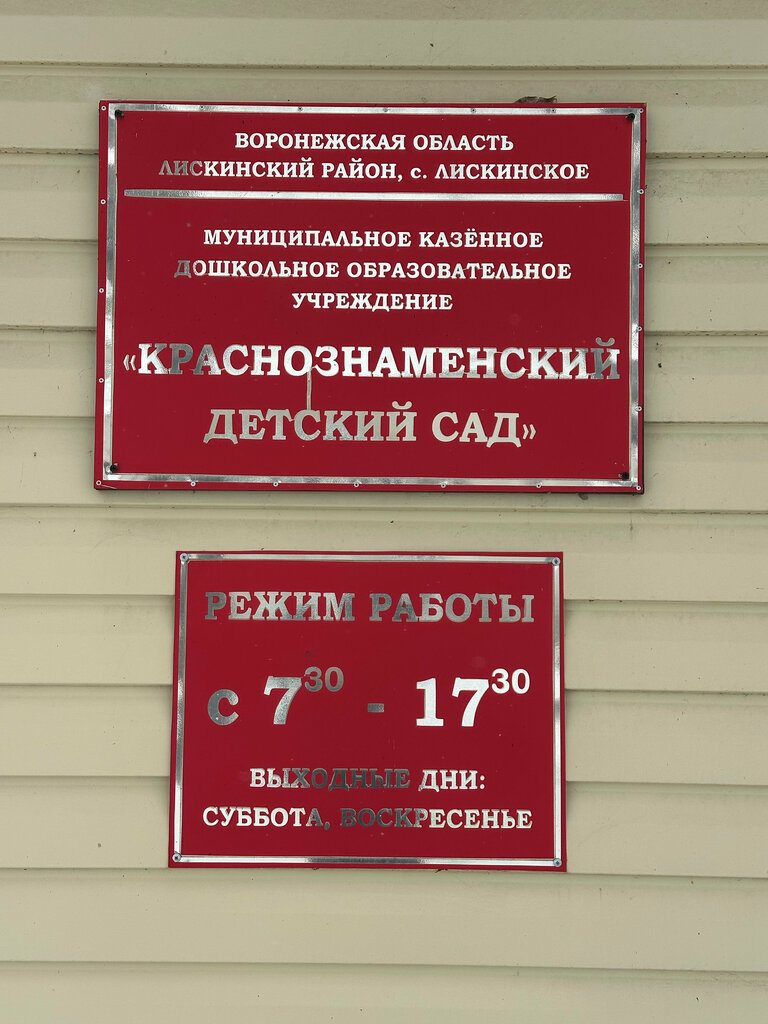 ВОРОНЕЖСКАЯ ОБЛАСТЬ
ЛИСКИНСКИЙ РАЙОН, с. ЛИСКИНСКОЕ
МУНИЦИПАЛЬНОЕ КАЗЁННОЕ
ДОШКОЛЬНОЕ ОБРАЗОВАТЕЛЬНОЕ
УЧРЕЖДЕНИЕ
«КРАСНОЗНАМЕНСКИЙ
ДЕТСКИЙ САД»
РЕЖИМ РАБОТЫ
с 7³⁰ - 17³⁰
ВЫХОДНЫЕ ДНИ:
СУББОТА, ВОСКРЕСЕНЬЕ